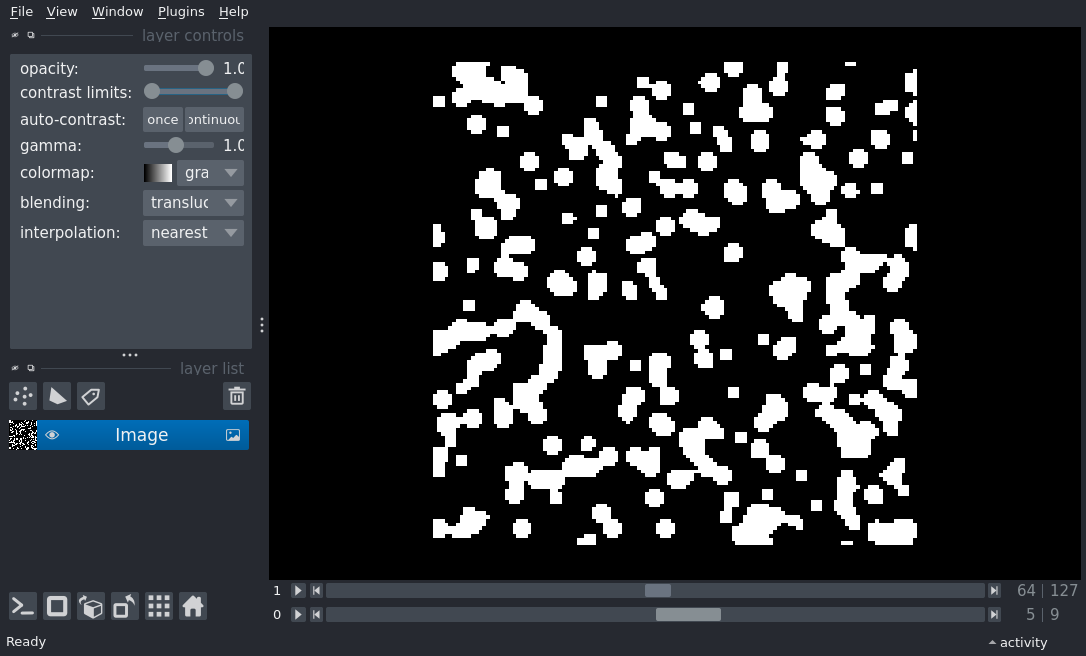 File View Window Plugins Help
layer controls
opacity: 1.0
contrast limits:
auto-contrast: once ontinuou
gamma: 1.0
colormap: gra
blending: transluc
interpolation: nearest
layer list
Image
1 64 | 127
0 5 | 9
Ready activity